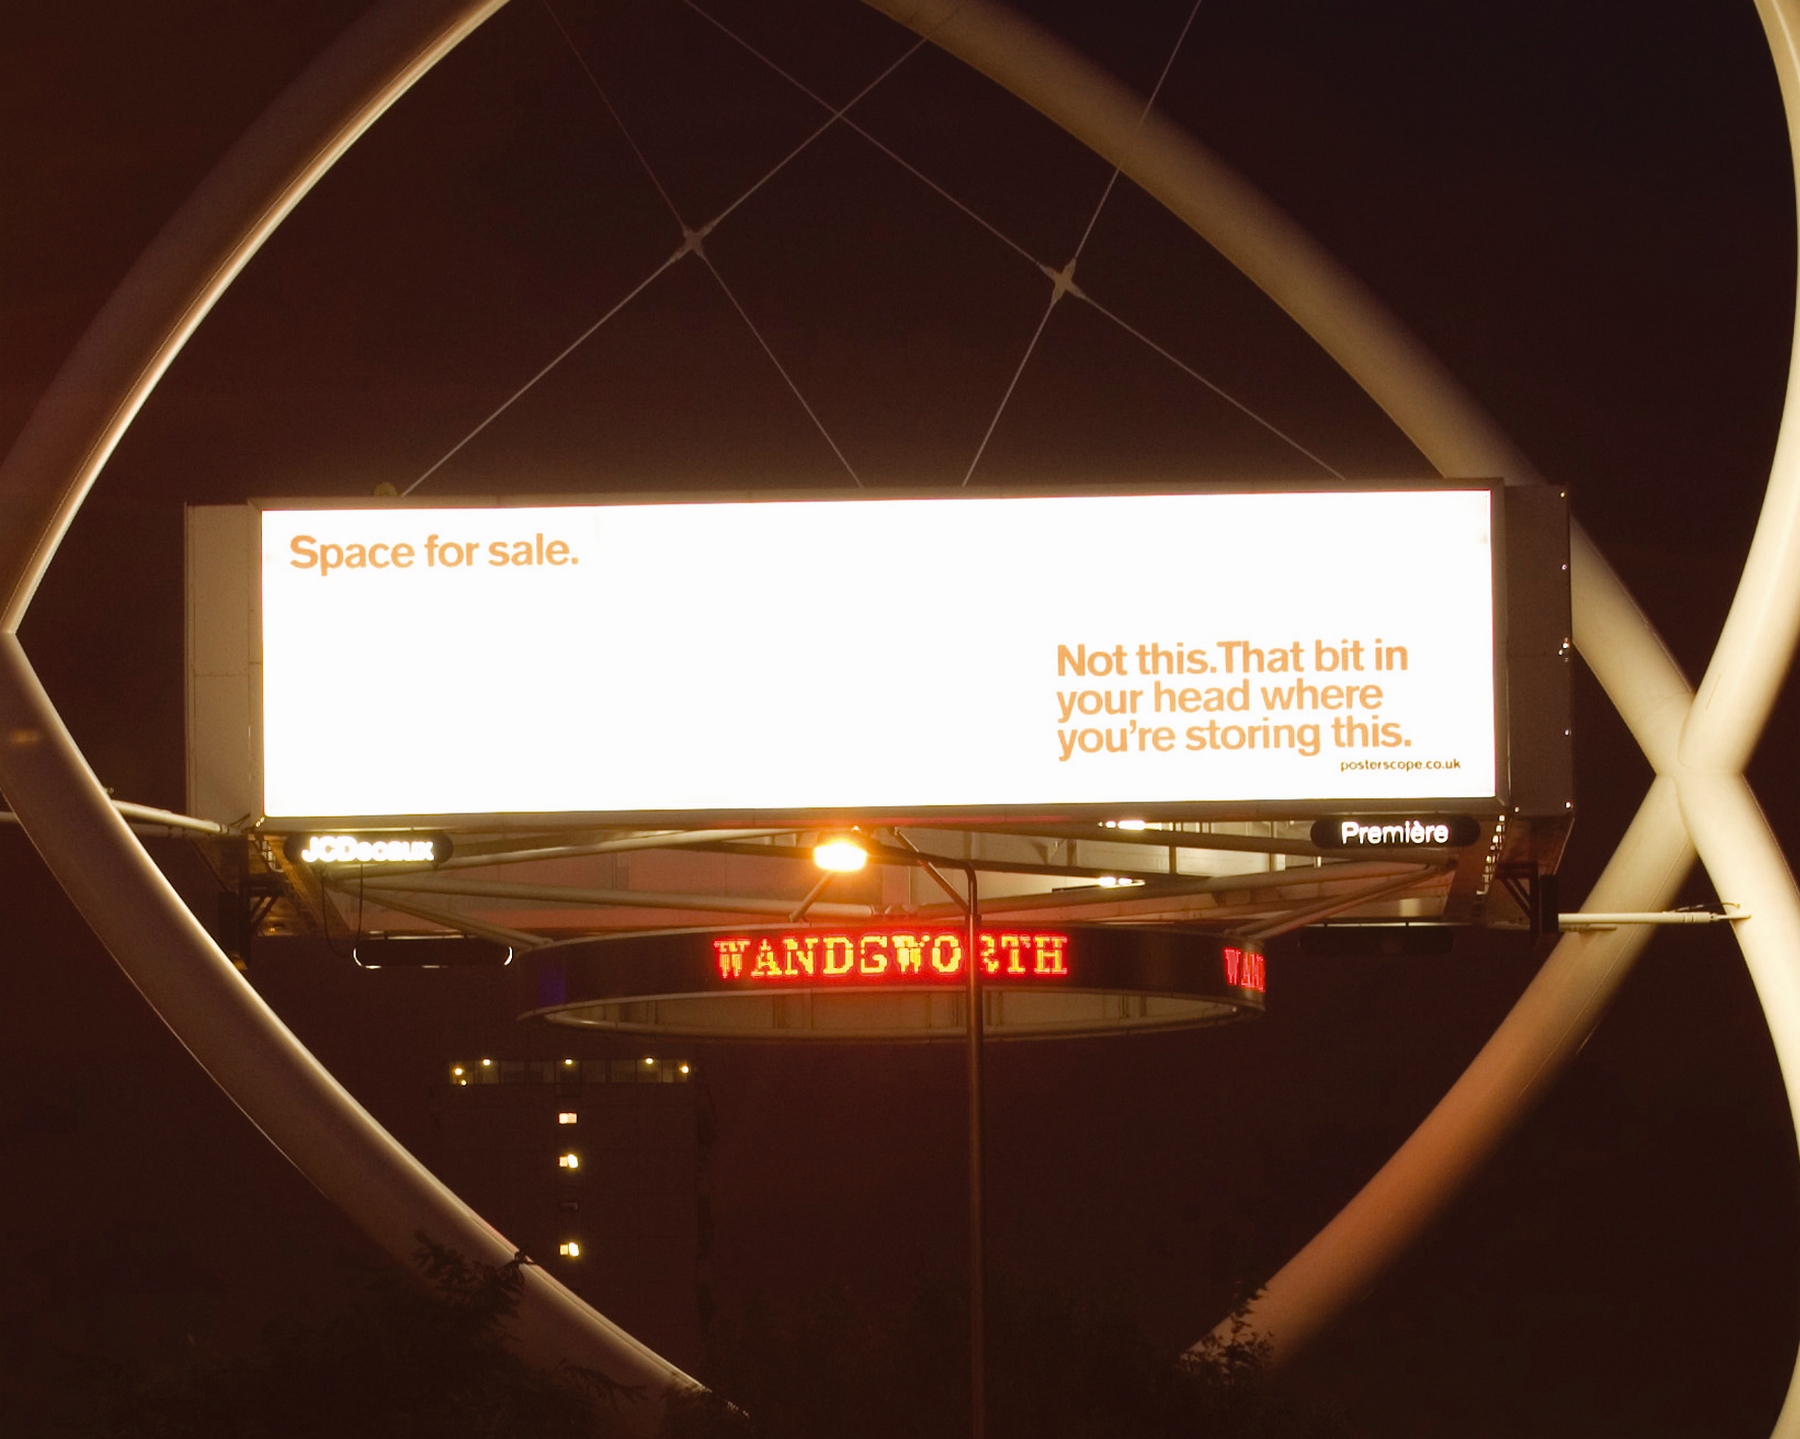 Space for sale.
Not this.That bit in
your head where
you're storing this.
posterscope.co.uk
JCDecaux
Première
WANDSWORTH
WAND